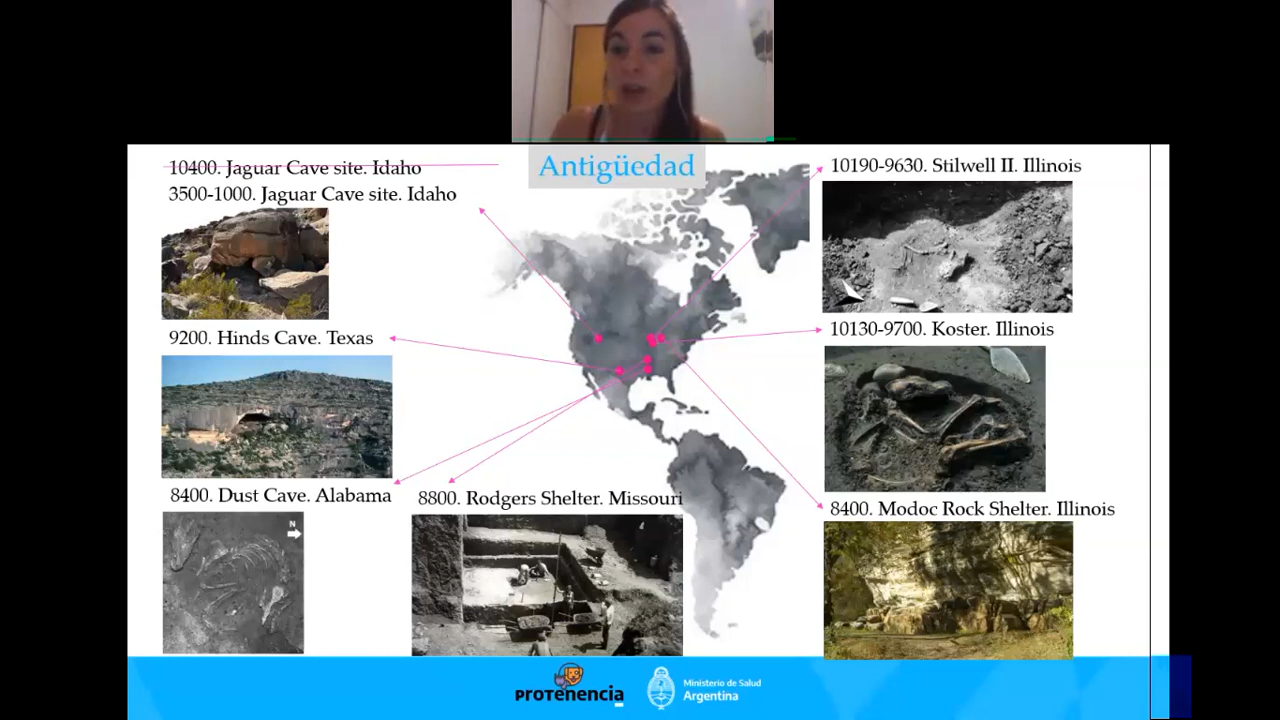 Antigüedad
10400. Jaguar Cave site. Idaho
3500-1000. Jaguar Cave site. Idaho
9200. Hinds Cave. Texas
8400. Dust Cave. Alabama
N
8800. Rodgers Shelter. Missouri
10190-9630. Stilwell II. Illinois
10130-9700. Koster. Illinois
8400. Modoc Rock Shelter. Illinois
PROTENENCIA
Ministerio de Salud
Argentina